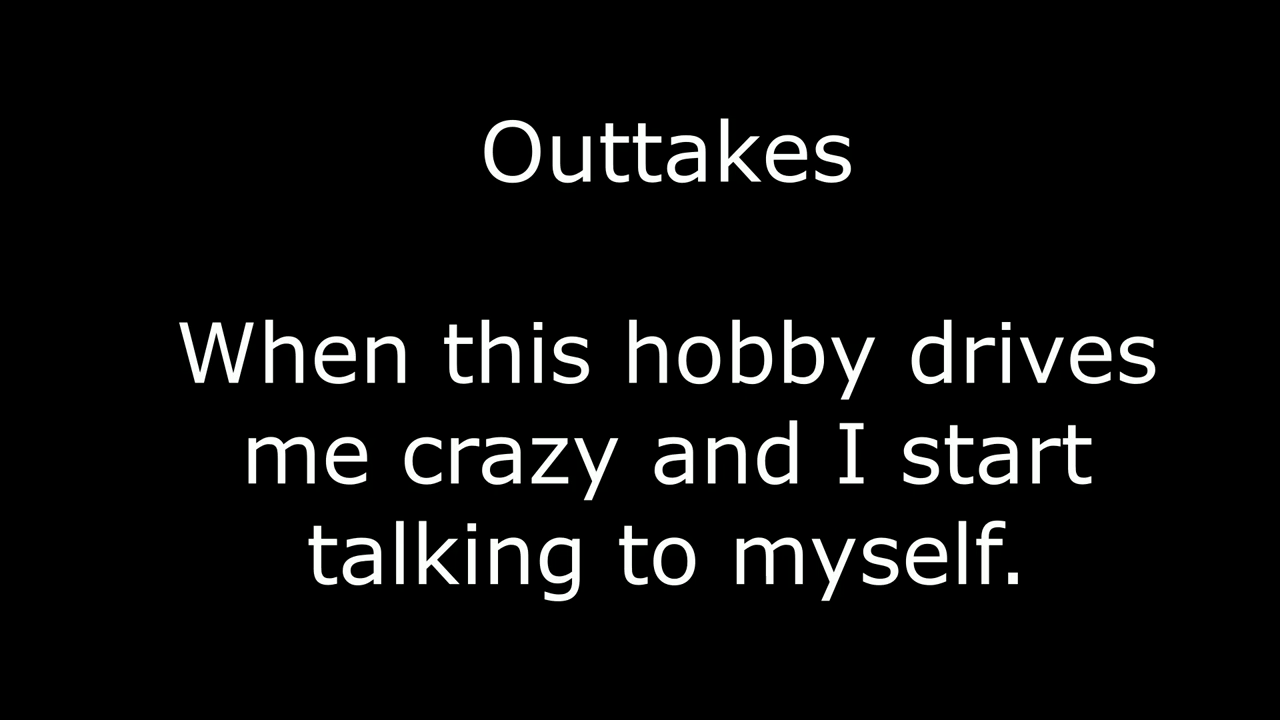 Outtakes
When this hobby drives
me crazy and I start
talking to myself.